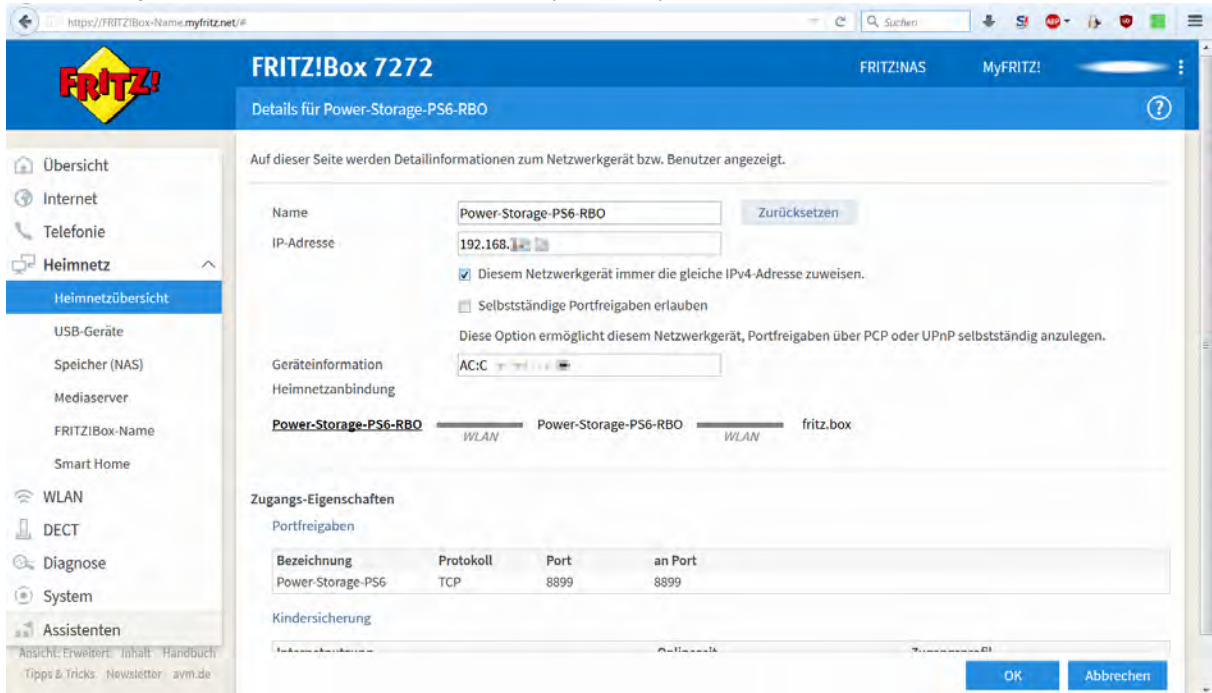 https://FRITZ!Box-Name.myfritz.net/#
Suchen
FRITZ!
FRITZ!Box 7272
FRITZ!NAS
MyFRITZ!
Details für Power-Storage-PS6-RBO
Übersicht
Internet
Telefonie
Heimnetz
Heimnetzübersicht
USB-Geräte
Speicher (NAS)
Mediaserver
FRITZ!Box-Name
Smart Home
WLAN
DECT
Diagnose
System
Assistenten
Ansicht: Erweitert Inhalt Handbuch
Tipps & Tricks Newsletter avm.de
Auf dieser Seite werden Detailinformationen zum Netzwerkgerät bzw. Benutzer angezeigt.
Name Power-Storage-PS6-RBO Zurücksetzen
IP-Adresse 192.168.
Diesem Netzwerkgerät immer die gleiche IPv4-Adresse zuweisen.
Selbstständige Portfreigaben erlauben
Diese Option ermöglicht diesem Netzwerkgerät, Portfreigaben über PCP oder UPnP selbstständig anzulegen.
Geräteinformation AC:C
Heimnetzanbindung
Power-Storage-PS6-RBO WLAN Power-Storage-PS6-RBO WLAN fritz.box
Zugangs-Eigenschaften
Portfreigaben
Bezeichnung Protokoll Port an Port
Power-Storage-PS6 TCP 8899 8899
Kindersicherung
Internetnutzung Onlinezeit Zugangsprofil
OK Abbrechen